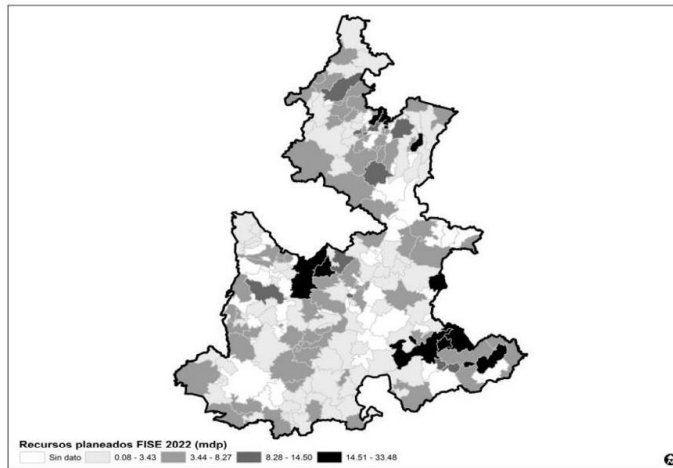 Recursos planeados FISE 2022 (mdp)
Sin dato 0.08 - 3.43 3.44 - 8.27 8.28 - 14.50 14.51 - 33.48